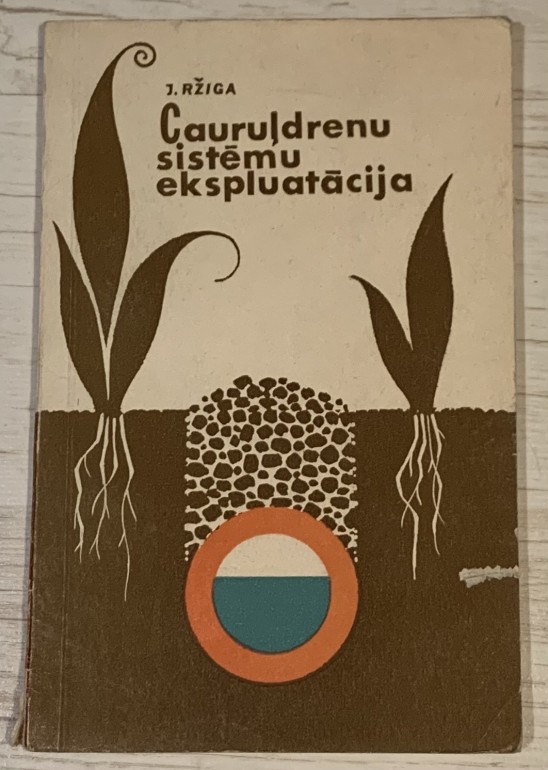 J. RŽIGA
Cauruļdrenu
sistēmu
ekspluatācija